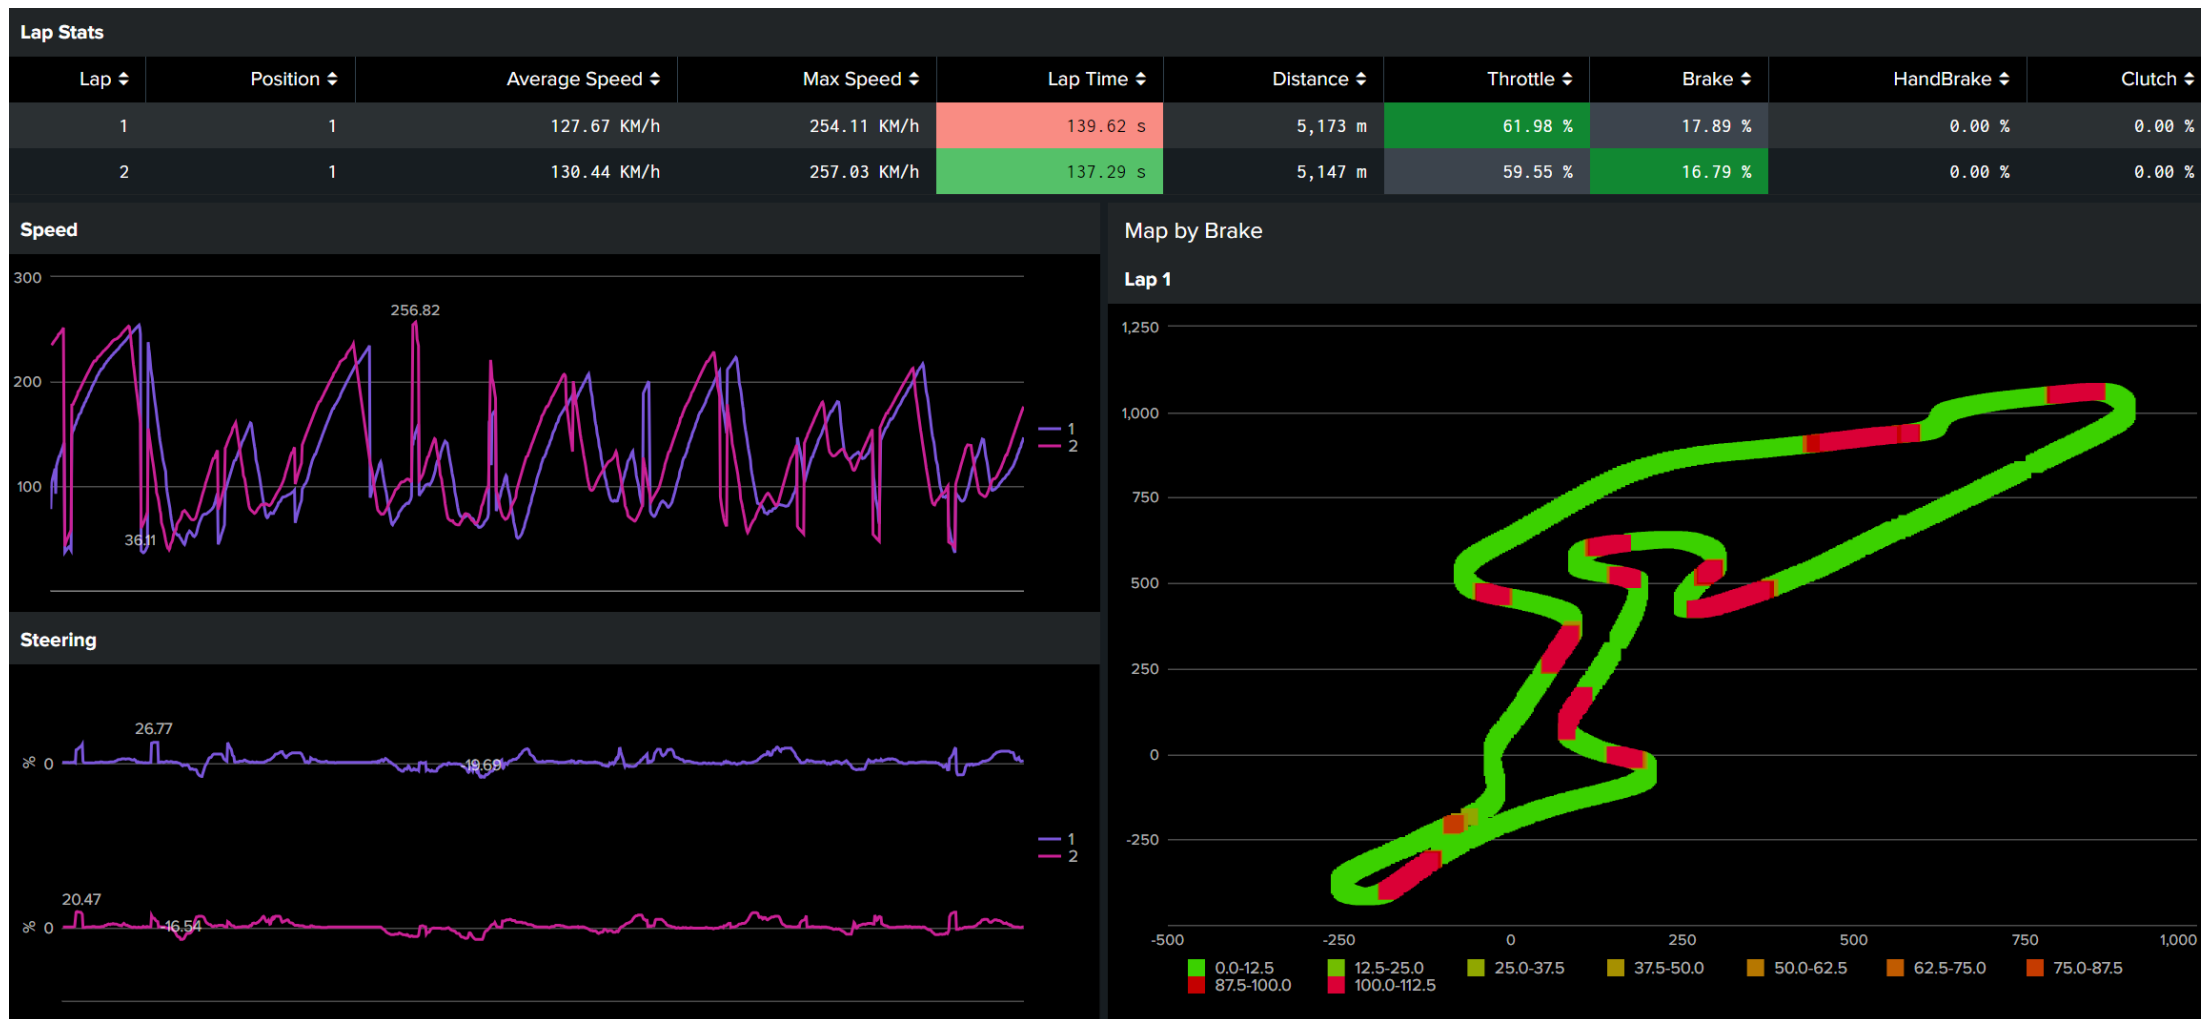 Lap Stats
Lap Position Average Speed Max Speed Lap Time Distance Throttle Brake HandBrake Clutch
1 1 127.67 KM/h 254.11 KM/h 139.62 s 5,173 m 61.98 % 17.89 % 0.00 % 0.00 %
2 1 130.44 KM/h 257.03 KM/h 137.29 s 5,147 m 59.55 % 16.79 % 0.00 % 0.00 %
Speed
300
256.82
200
100
36.11
1
2
Steering
26.77
% 0
-19.69
1
2
20.47
% 0
-16.54
Map by Brake
Lap 1
1,250
1,000
750
500
250
0
-250
-500 -250 0 250 500 750 1,000
0.0-12.5 12.5-25.0 25.0-37.5 37.5-50.0 50.0-62.5 62.5-75.0 75.0-87.5
87.5-100.0 100.0-112.5